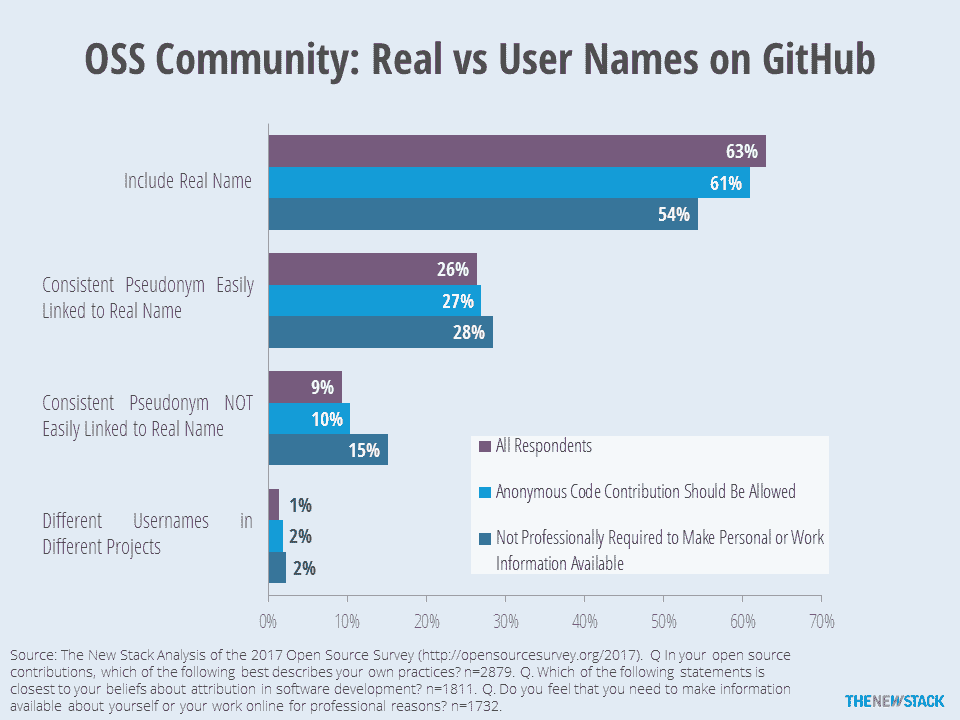 OSS Community: Real vs User Names on GitHub
Include Real Name
63%
61%
54%
Consistent Pseudonym Easily
Linked to Real Name
26%
27%
28%
Consistent Pseudonym NOT
Easily Linked to Real Name
9%
10%
15%
Different Usernames in
Different Projects
1%
2%
2%
All Respondents
Anonymous Code Contribution Should Be Allowed
Not Professionally Required to Make Personal or Work
Information Available
0% 10% 20% 30% 40% 50% 60% 70%
Source: The New Stack Analysis of the 2017 Open Source Survey (http://opensourcesurvey.org/2017). Q In your open source
contributions, which of the following best describes your own practices? n=2879. Q. Which of the following statements is
closest to your beliefs about attribution in software development? n=1811. Q. Do you feel that you need to make information
available about yourself or your work online for professional reasons? n=1732.
THENEWSTACK